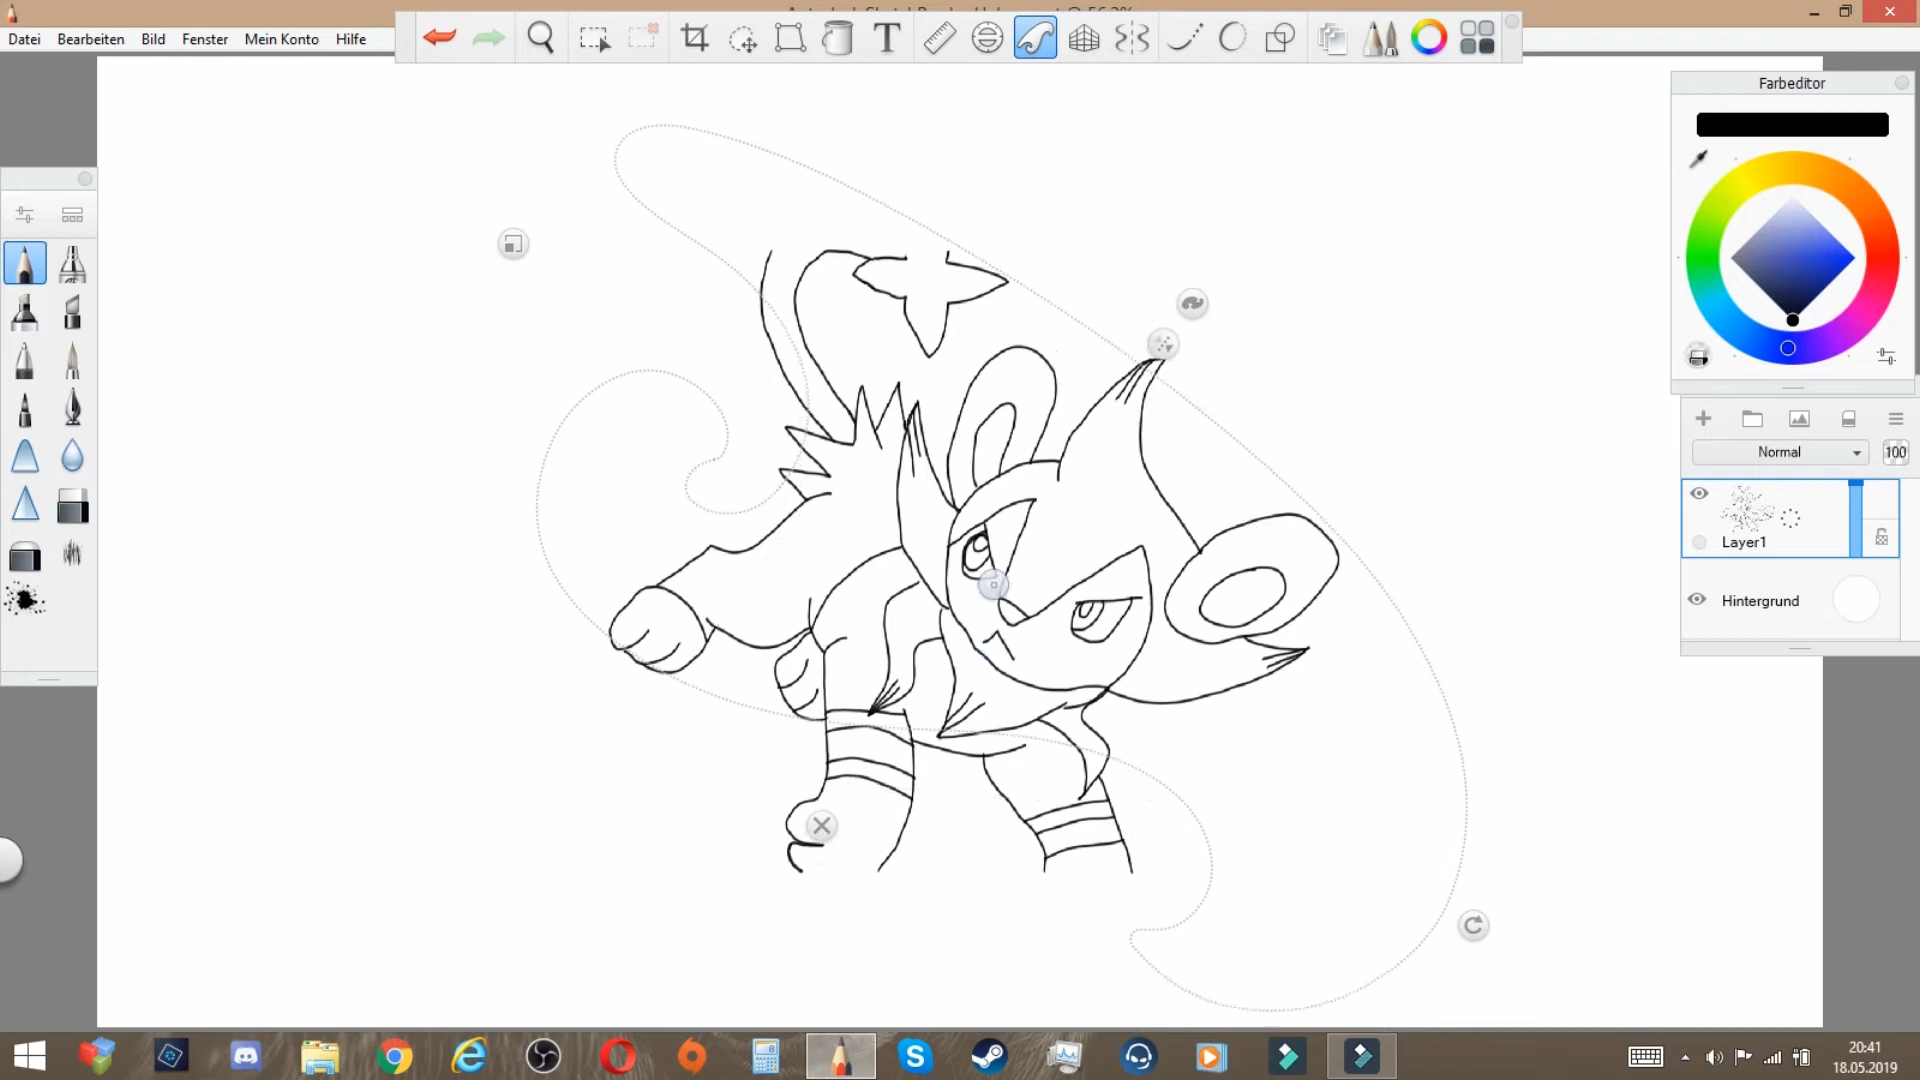 Datei Bearbeiten Bild Fenster Mein Konto Hilfe
T
Farbeditor
Normal 100
Layer1
Hintergrund
20:41
18.05.2019